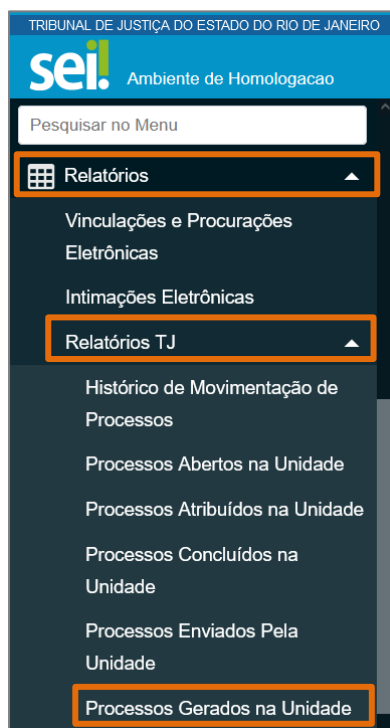 TRIBUNAL DE JUSTIÇA DO ESTADO DO RIO DE JANEIRO
sei! Ambiente de Homologacao
Pesquisar no Menu
Relatórios
Vinculações e Procurações
Eletrônicas
Intimações Eletrônicas
Relatórios TJ
Histórico de Movimentação de
Processos
Processos Abertos na Unidade
Processos Atribuídos na Unidade
Processos Concluídos na
Unidade
Processos Enviados Pela
Unidade
Processos Gerados na Unidade